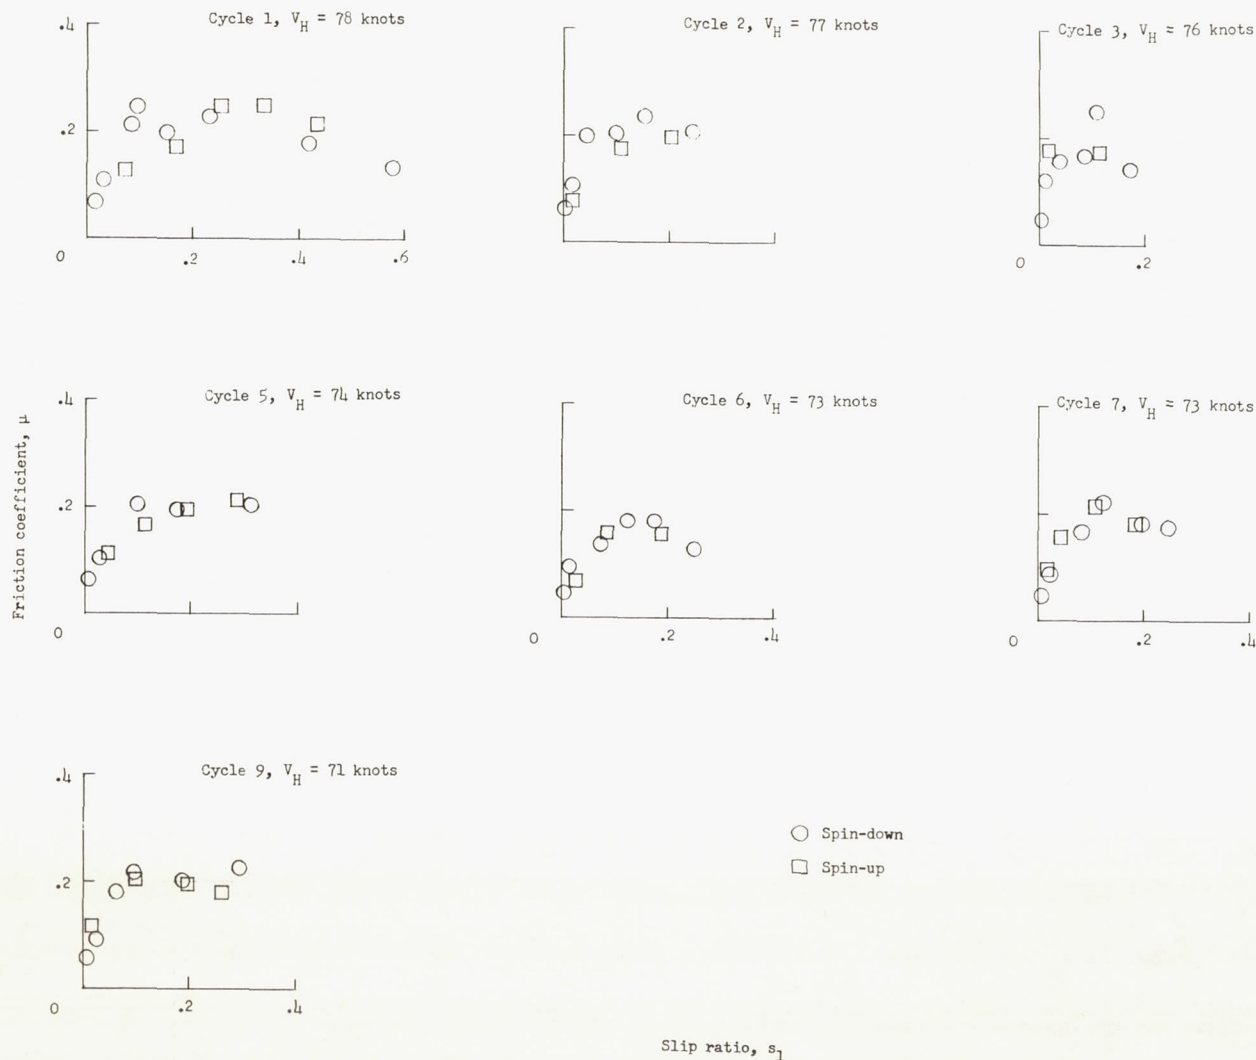 Cycle 1, V_H = 78 knots
Cycle 2, V_H = 77 knots
Cycle 3, V_H = 76 knots
.4
.2
0
.2
.4
.6
0
.2
Cycle 5, V_H = 74 knots
Cycle 6, V_H = 73 knots
Cycle 7, V_H = 73 knots
Friction coefficient, μ
.4
.2
0
0
.2
.4
0
.2
.4
Cycle 9, V_H = 71 knots
.4
.2
0
.2
.4
Spin-down
Spin-up
Slip ratio, s_1